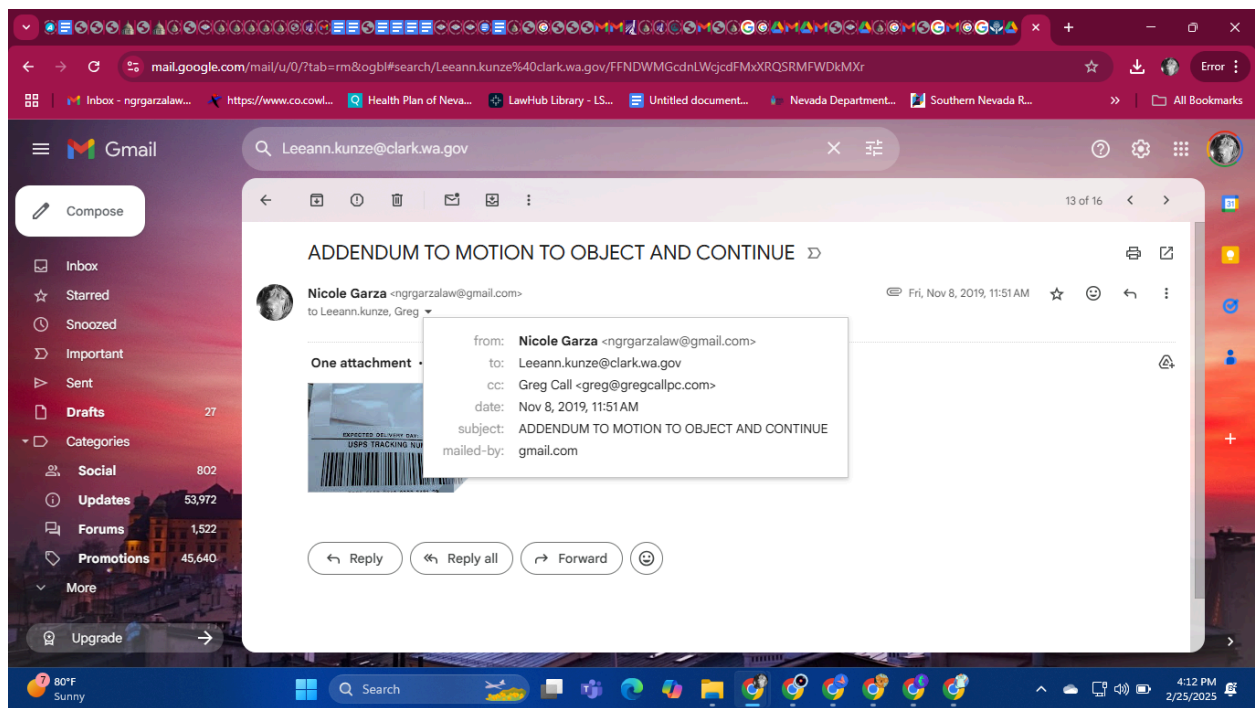 mail.google.com/mail/u/0/?tab=rm&ogbl#search/Leeann.kunze%40clark.wa.gov/FFNDWMGcdnLWcjcdFMxXRQSRMFWDkMXr
Error
Inbox - ngrgarzalaw...
https://www.co.cowl...
Health Plan of Neva...
LawHub Library - LS...
Untitled document...
Nevada Department...
Southern Nevada R...
»
All Bookmarks
Gmail
Leeann.kunze@clark.wa.gov
Compose
13 of 16
Inbox
Starred
Snoozed
Important
Sent
Drafts 27
Categories
Social 802
Updates 53,972
Forums 1,522
Promotions 45,640
More
Upgrade
ADDENDUM TO MOTION TO OBJECT AND CONTINUE
Nicole Garza <ngrgarzalaw@gmail.com>
Fri, Nov 8, 2019, 11:51 AM
to Leeann.kunze, Greg
from: Nicole Garza <ngrgarzalaw@gmail.com>
to: Leeann.kunze@clark.wa.gov
cc: Greg Call <greg@gregcallpc.com>
date: Nov 8, 2019, 11:51 AM
subject: ADDENDUM TO MOTION TO OBJECT AND CONTINUE
mailed-by: gmail.com
One attachment •
EXPECTED DELIVERY DAY:
USPS TRACKING NU
Reply
Reply all
Forward
31
7
80°F
Sunny
Search
4:12 PM
2/25/2025